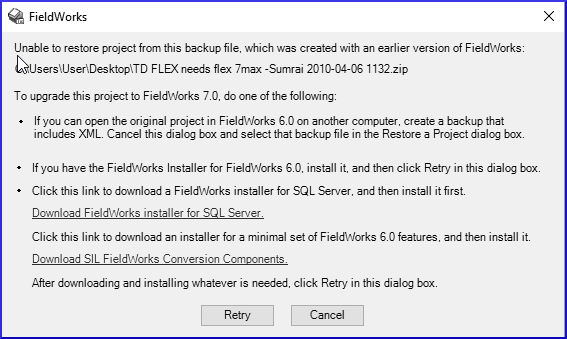 FieldWorks
Unable to restore project from this backup file, which was created with an earlier version of FieldWorks:
\Users\User\Desktop\TD FLEX needs flex 7max -Sumrai 2010-04-06 1132.zip
To upgrade this project to FieldWorks 7.0, do one of the following:
• If you can open the original project in FieldWorks 6.0 on another computer, create a backup that
includes XML. Cancel this dialog box and select that backup file in the Restore a Project dialog box.
• If you have the FieldWorks Installer for FieldWorks 6.0, install it, and then click Retry in this dialog box.
• Click this link to download a FieldWorks installer for SQL Server, and then install it first.
Download FieldWorks installer for SQL Server.
Click this link to download an installer for a minimal set of FieldWorks 6.0 features, and then install it.
Download SIL FieldWorks Conversion Components.
After downloading and installing whatever is needed, click Retry in this dialog box.
Retry
Cancel